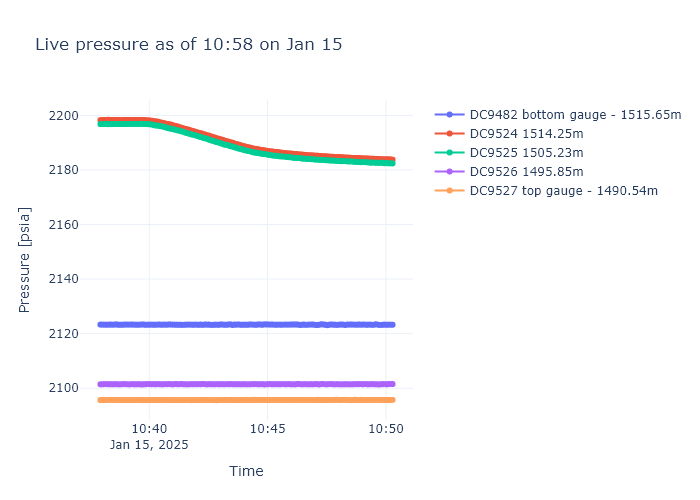 Live pressure as of 10:58 on Jan 15
2200
2180
2160
2140
2120
2100
Pressure [psia]
10:40
10:45
10:50
Jan 15, 2025
Time
DC9482 bottom gauge - 1515.65m
DC9524 1514.25m
DC9525 1505.23m
DC9526 1495.85m
DC9527 top gauge - 1490.54m